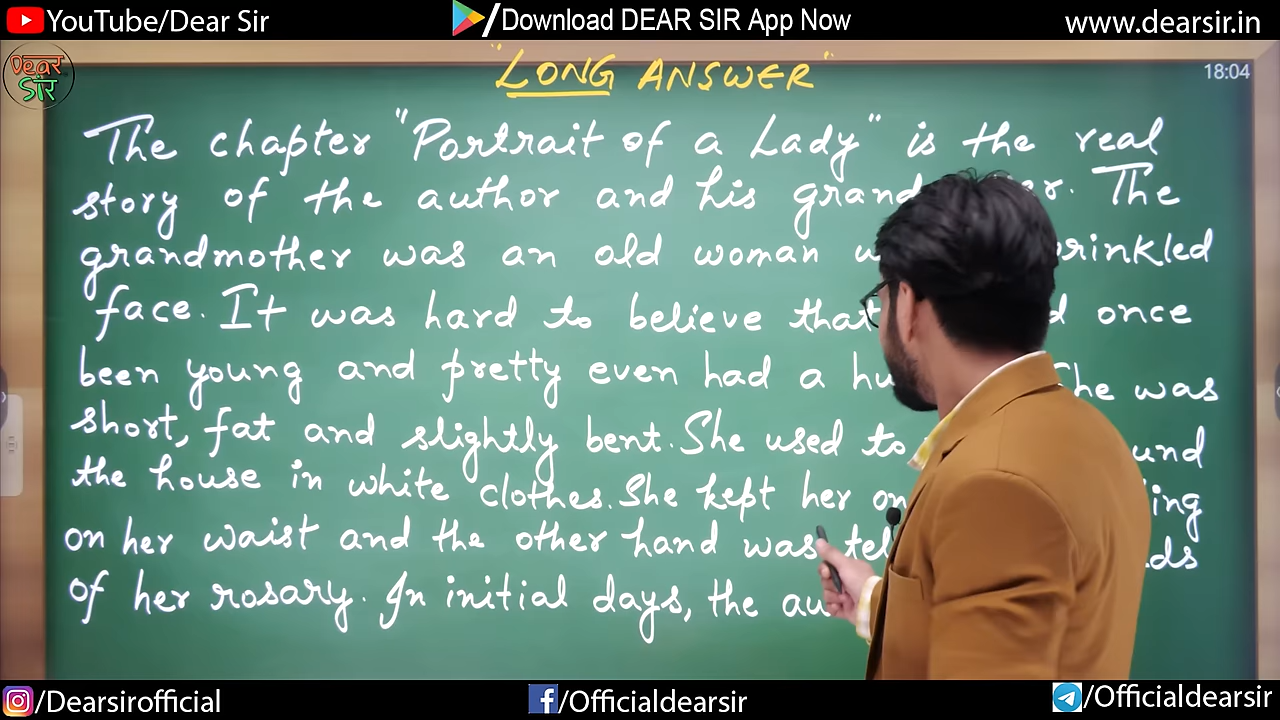 YouTube/Dear Sir
/Download DEAR SIR App Now
www.dearsir.in
Dear Sir
"LONG ANSWER"
18:04
The chapter "Portrait of a Lady" is the real
story of the author and his
grandmother was an old woman
face. It was hard to believe that once
been young and pretty even had a She was
short, fat and slightly bent. She used to
the house in white clothes. She kept her
on her waist and the other hand was
of her rosary. In initial days, the
/Dearsirofficial
/Officialdearsir
/Officialdearsir